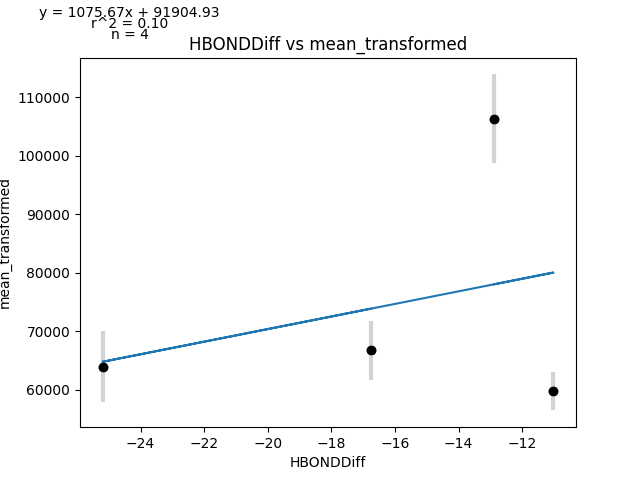 y = 1075.67x + 91904.93
r^2 = 0.10
n = 4
HBONDDiff vs mean_transformed
110000
100000
90000
80000
70000
60000
mean_transformed
−24
−22
−20
−18
−16
−14
−12
HBONDDiff